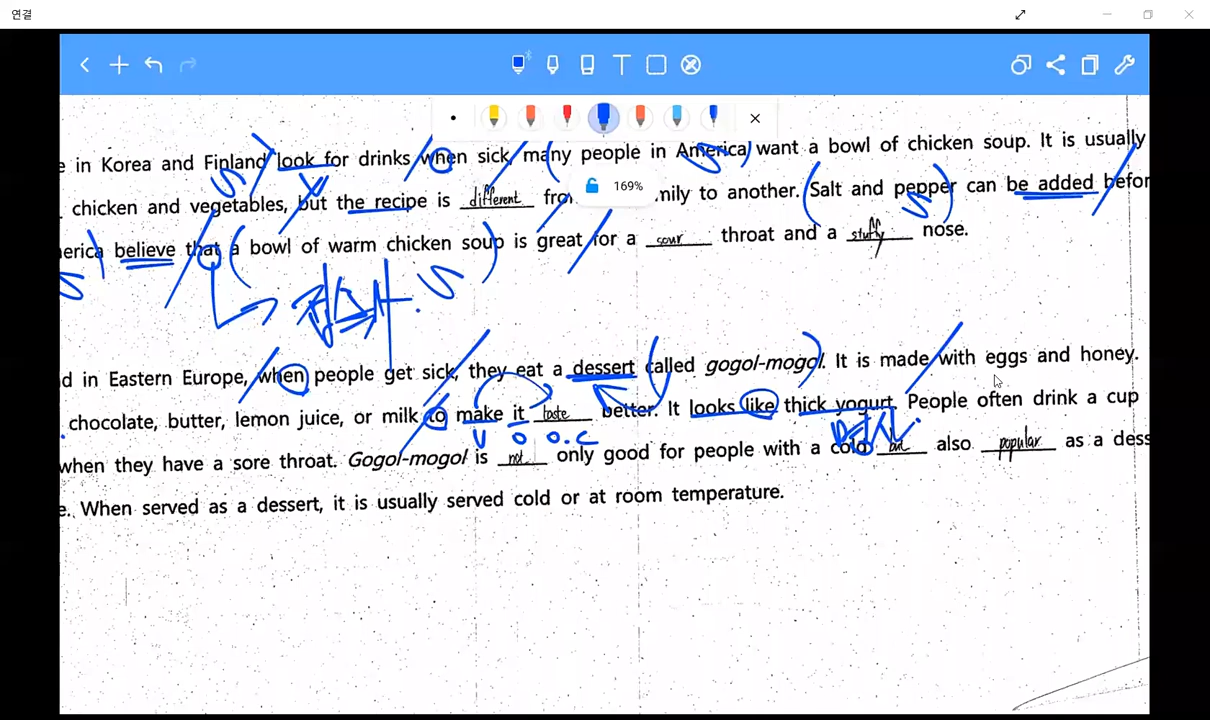 연결
169%
e in Korea and Finland look for drinks when sick, many people in America want a bowl of chicken soup. It is usually
chicken and vegetables, but the recipe is different fro mily to another. Salt and pepper can be added befor
S V S S
nerica believe that a bowl of warm chicken soup is great for a sour throat and a stuffy nose.
S 접속사. S
d in Eastern Europe, when people get sick, they eat a dessert called gogol-mogol. It is made with eggs and honey.
chocolate, butter, lemon juice, or milk to make it taste better. It looks like thick yogurt. People often drink a cup
V O O.C
when they have a sore throat. Gogol-mogol is not only good for people with a cold but also popular as a dess
e. When served as a dessert, it is usually served cold or at room temperature.